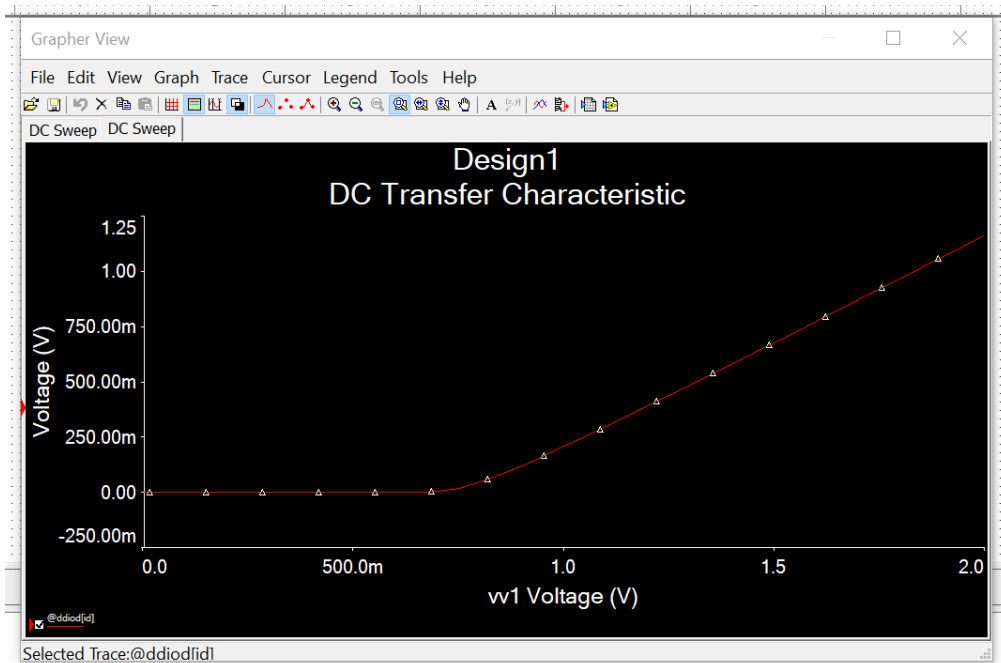 Grapher View
File Edit View Graph Trace Cursor Legend Tools Help
A
DC Sweep DC Sweep
Design1
DC Transfer Characteristic
Voltage (V)
1.25
1.00
750.00m
500.00m
250.00m
0.00
-250.00m
0.0 500.0m 1.0 1.5 2.0
vv1 Voltage (V)
@ddiod[id]
Selected Trace:@ddiod[id]